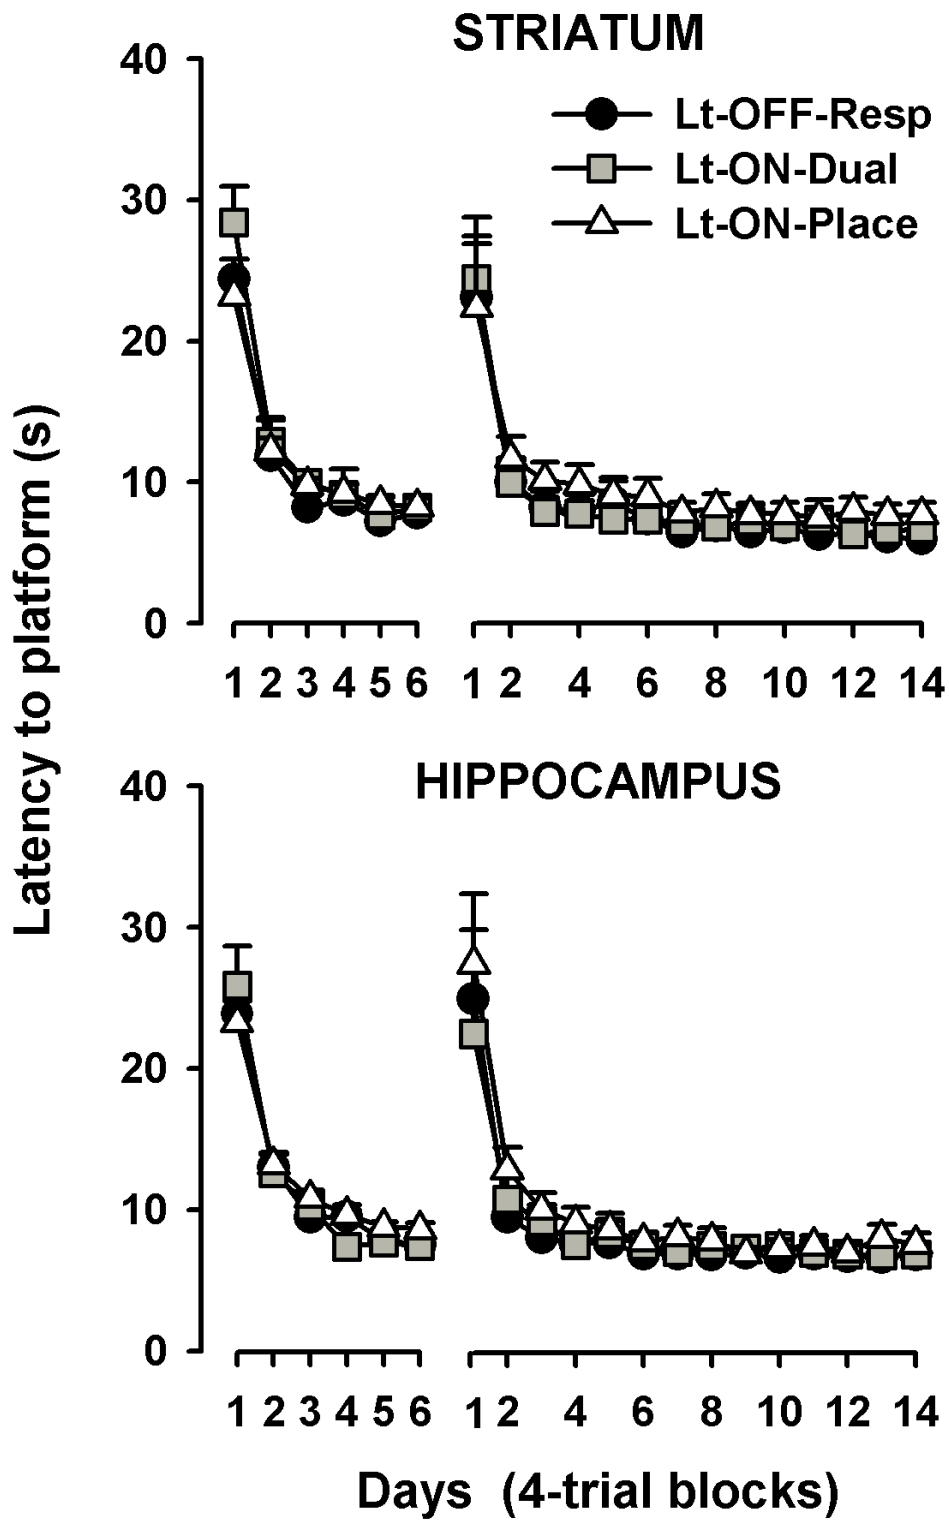 STRIATUM
Lt-OFF-Resp
Lt-ON-Dual
Lt-ON-Place
40
30
20
10
0
1 2 3 4 5 6 1 2 4 6 8 10 12 14
Latency to platform (s)
HIPPOCAMPUS
40
30
20
10
0
1 2 3 4 5 6 1 2 4 6 8 10 12 14
Days (4-trial blocks)